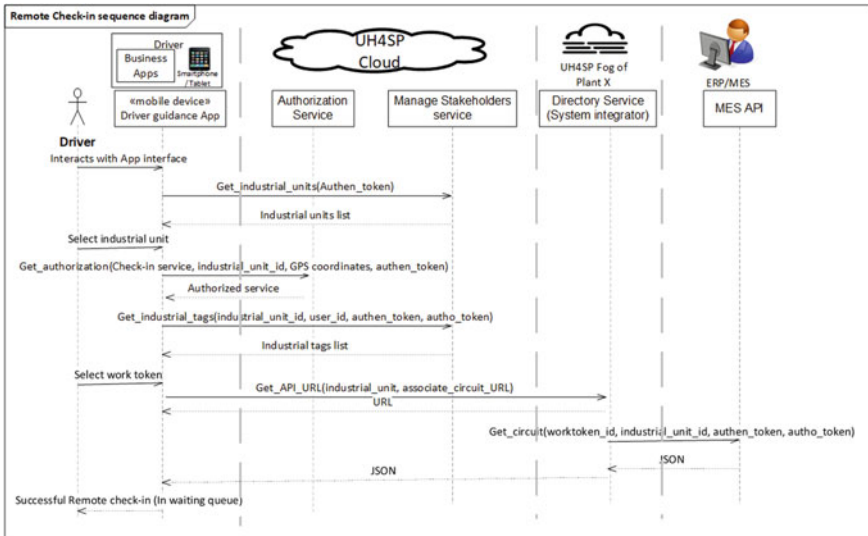 Remote Check-in sequence diagram
Driver
Business
Apps
Smartphone
/Tablet
UH4SP
Cloud
UH4SP Fog of
Plant X
ERP/MES
«mobile device»
Driver guidance App
Authorization
Service
Manage Stakeholders
service
Directory Service
(System integrator)
MES API
Driver
Interacts with App interface
Get_industrial_units(Authen_token)
Industrial units list
Select industrial unit
Get_authorization(Check-in service, industrial_unit_id, GPS coordinates, authen_token)
Authorized service
Get_industrial_tags(industrial_unit_id, user_id, authen_token, autho_token)
Industrial tags list
Select work token
Get_API_URL(industrial_unit, associate_circuit_URL)
URL
Get_circuit(worktoken_id, industrial_unit_id, authen_token, autho_token)
JSON
JSON
Successful Remote check-in (In waiting queue)